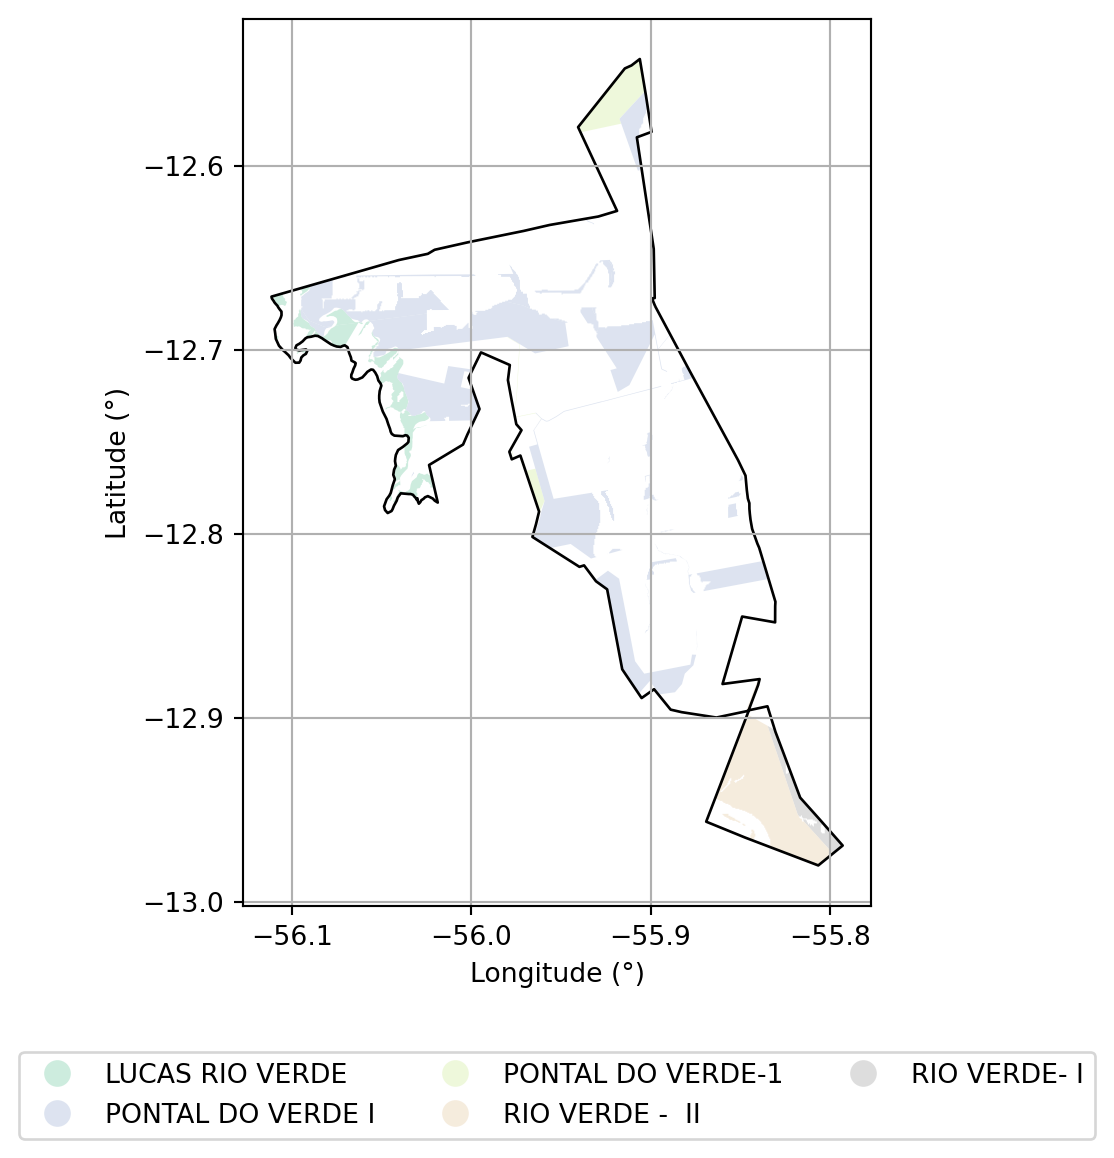 −12.6
−12.7
−12.8
−12.9
−13.0
Latitude (°)
−56.1 −56.0 −55.9 −55.8
Longitude (°)
LUCAS RIO VERDE PONTAL DO VERDE-1 RIO VERDE- I
PONTAL DO VERDE I RIO VERDE -  II